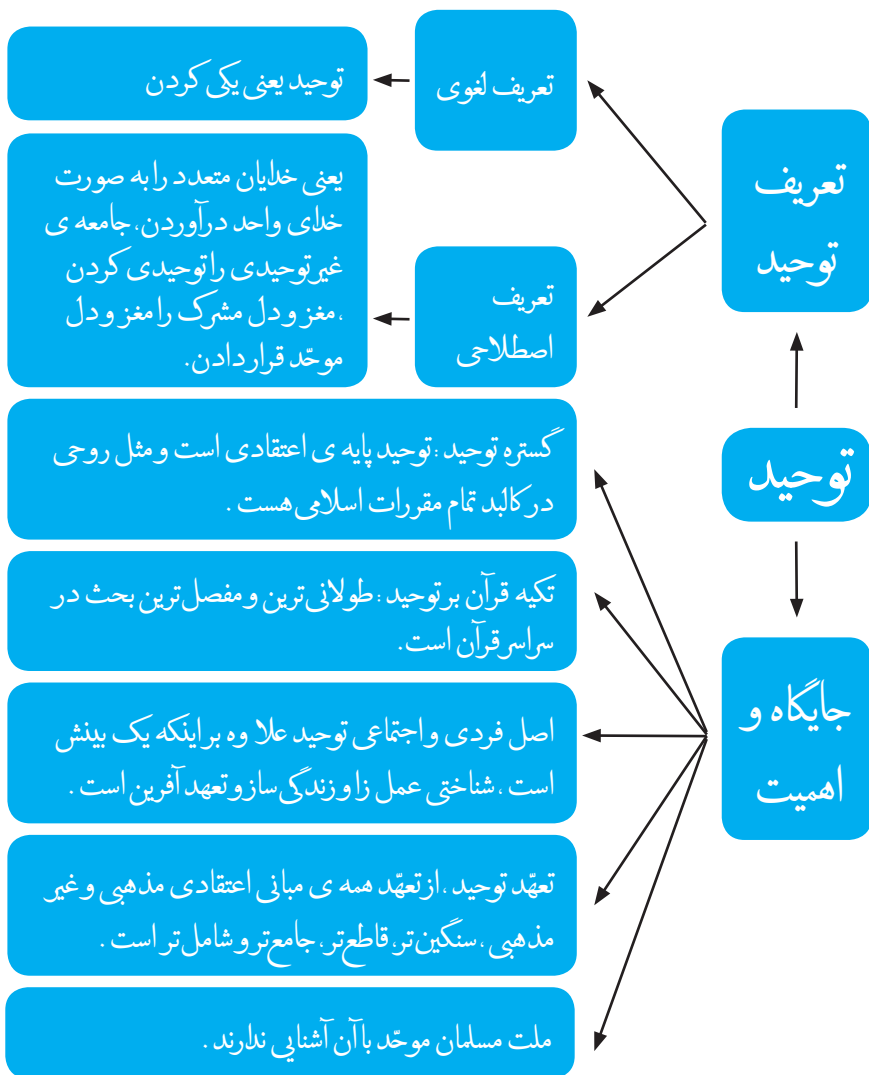 تعریف
توحید
تعریف لغوی
توحید یعنی یکی کردن
تعریف
اصطلاحی
یعنی خدایان متعدد را به صورت
خدای واحد درآوردن، جامعه ی
غیرتوحیدی را توحیدی کردن
،مغز و دل مشرک را مغز و دل
موحّد قرار دادن.
توحید
جایگاه و
اهمیت
گستره توحید :توحید پایه ی اعتقادی است و مثل روحی
در کالبد تمام مقررات اسلامی هست .
تکیه قرآن بر توحید : طولانی‌ترین و مفصل‌ترین بحث در
سراسر قرآن است.
اصل فردی و اجتماعی توحید علا وه بر اینکه یک بینش
است ، شناختی عمل زا و زندگی ساز و تعهد آفرین است .
تعهّد توحید ، از تعهّد همه ی مبانی اعتقادی مذهبی و غیر
مذهبی ، سنگین‌تر، قاطع‌تر، جامع‌تر و شامل‌تر است .
ملت مسلمان موحّد با آن آشنایی ندارند .